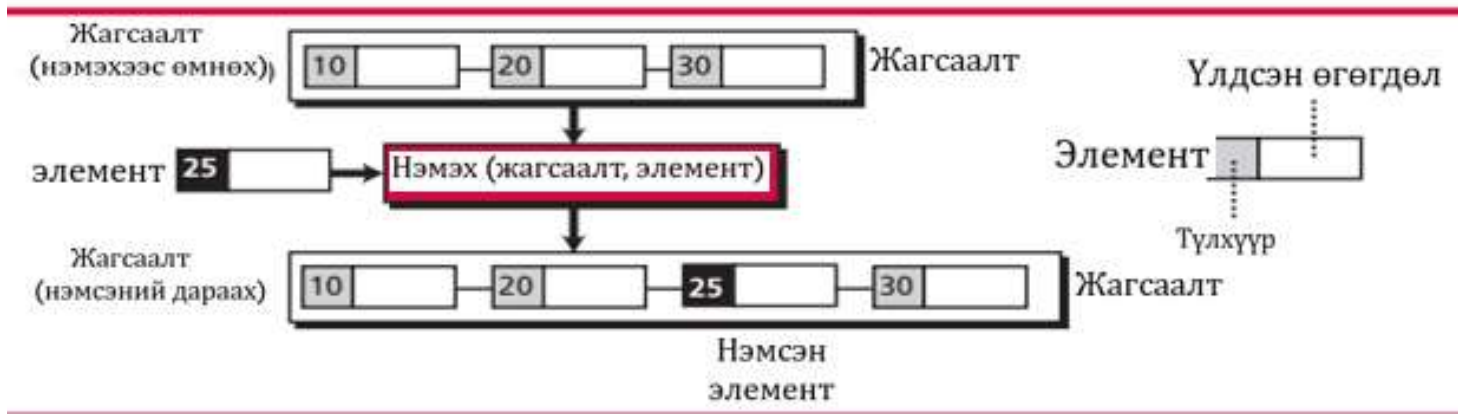 Жагсаалт
(нэмэхээс өмнөх)
10 20 30
Жагсаалт
Үлдсэн өгөгдөл
элемент 25
Нэмэх (жагсаалт, элемент)
Элемент
Түлхүүр
Жагсаалт
(нэмсэний дараах)
10 20 25 30
Жагсаалт
Нэмсэн
элемент